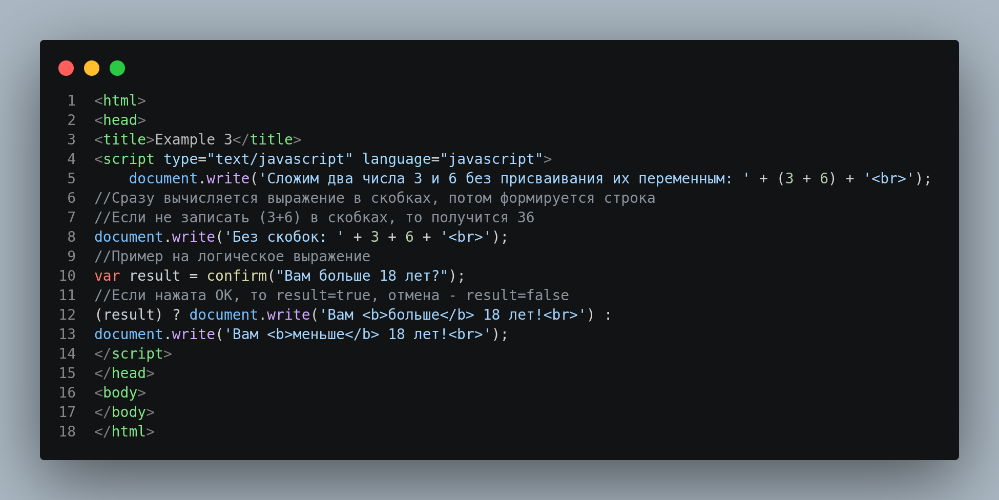 1 <html>
2 <head>
3 <title>Example 3</title>
4 <script type="text/javascript" language="javascript">
5     document.write('Сложим два числа 3 и 6 без присваивания их переменным: ' + (3 + 6) + '<br>');
6 //Сразу вычисляется выражение в скобках, потом формируется строка
7 //Если не записать (3+6) в скобках, то получится 36
8 document.write('Без скобок: ' + 3 + 6 + '<br>');
9 //Пример на логическое выражение
10 var result = confirm("Вам больше 18 лет?");
11 //Если нажата OK, то result=true, отмена - result=false
12 (result) ? document.write('Вам <b>больше</b> 18 лет!<br>') :
13 document.write('Вам <b>меньше</b> 18 лет!<br>');
14 </script>
15 </head>
16 <body>
17 </body>
18 </html>